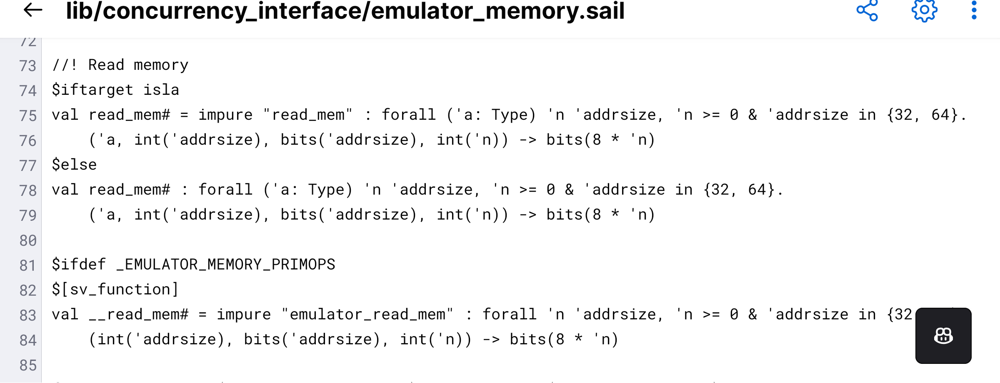 lib/concurrency_interface/emulator_memory.sail
72
73 //! Read memory
74 $iftarget isla
75 val read_mem# = impure "read_mem" : forall ('a: Type) 'n 'addrsize, 'n >= 0 & 'addrsize in {32, 64}.
76     ('a, int('addrsize), bits('addrsize), int('n)) -> bits(8 * 'n)
77 $else
78 val read_mem# : forall ('a: Type) 'n 'addrsize, 'n >= 0 & 'addrsize in {32, 64}.
79     ('a, int('addrsize), bits('addrsize), int('n)) -> bits(8 * 'n)
80
81 $ifdef _EMULATOR_MEMORY_PRIMOPS
82 $[sv_function]
83 val __read_mem# = impure "emulator_read_mem" : forall 'n 'addrsize, 'n >= 0 & 'addrsize in {32
84     (int('addrsize), bits('addrsize), int('n)) -> bits(8 * 'n)
85